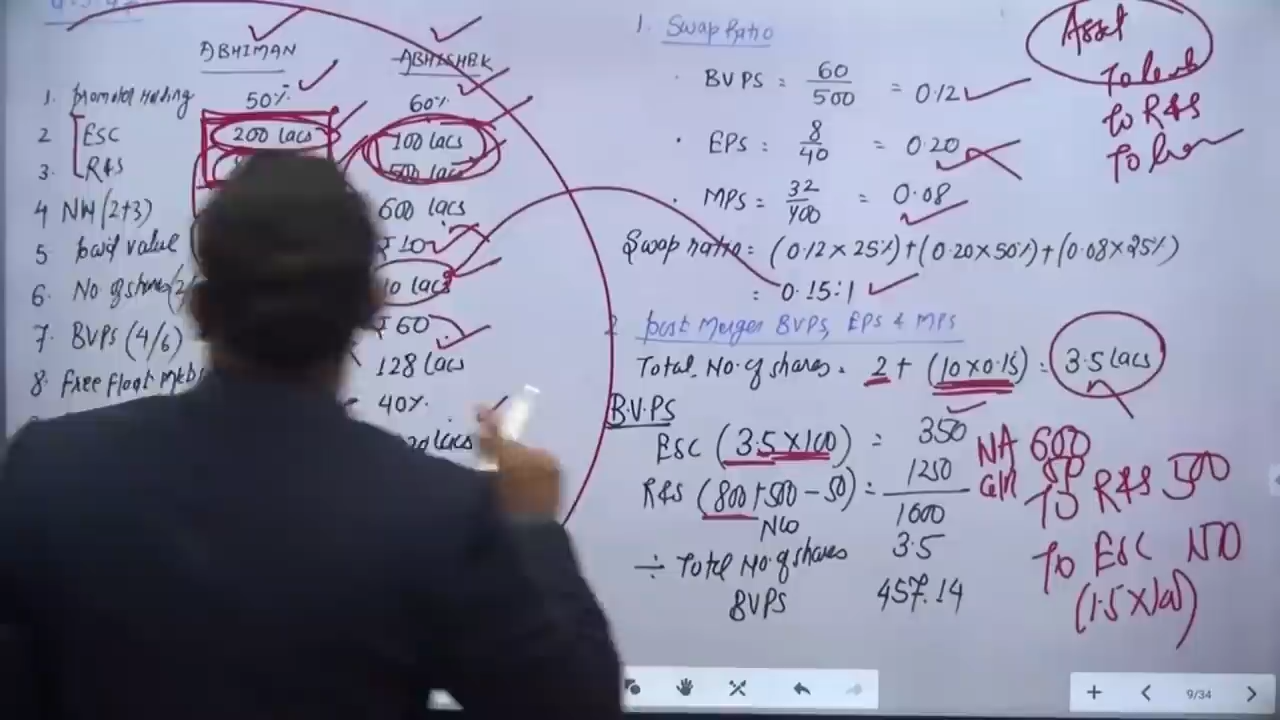 ABHIMAN ABHISHEK
1. promoter Holding 50% 60%
2 ESC 200 lacs 100 lacs
3. R&S 500 lacs
4 NW (2+3) 600 lacs
5 paid value ₹10
6. No. of shares (2/ 10 lacs
7. BVPS (4/6) ₹60
8. Free Float Mkt 128 lacs
40%
lacs
1. Swap Ratio
· BVPS = 60/500 = 0.12
· EPS = 8/40 = 0.20
· MPS = 32/400 = 0.08
Swap ratio = (0.12 x 25%) + (0.20 x 50%) + (0.08 x 25%)
= 0.15:1
2 post Merger BVPS, EPS & MPS
Total No. of shares = 2 + (10 x 0.15) = 3.5 lacs
B.V.PS
ESC (3.5 x 100) = 350
R&S (800 + 500 - 50) = 1250
1600
÷ Total No. of shares 3.5
BVPS 457.14
Asset
To R&S
NA 600
G/R 50
To R&S 500
To ESC 150
(1.5 x 100)
9/34